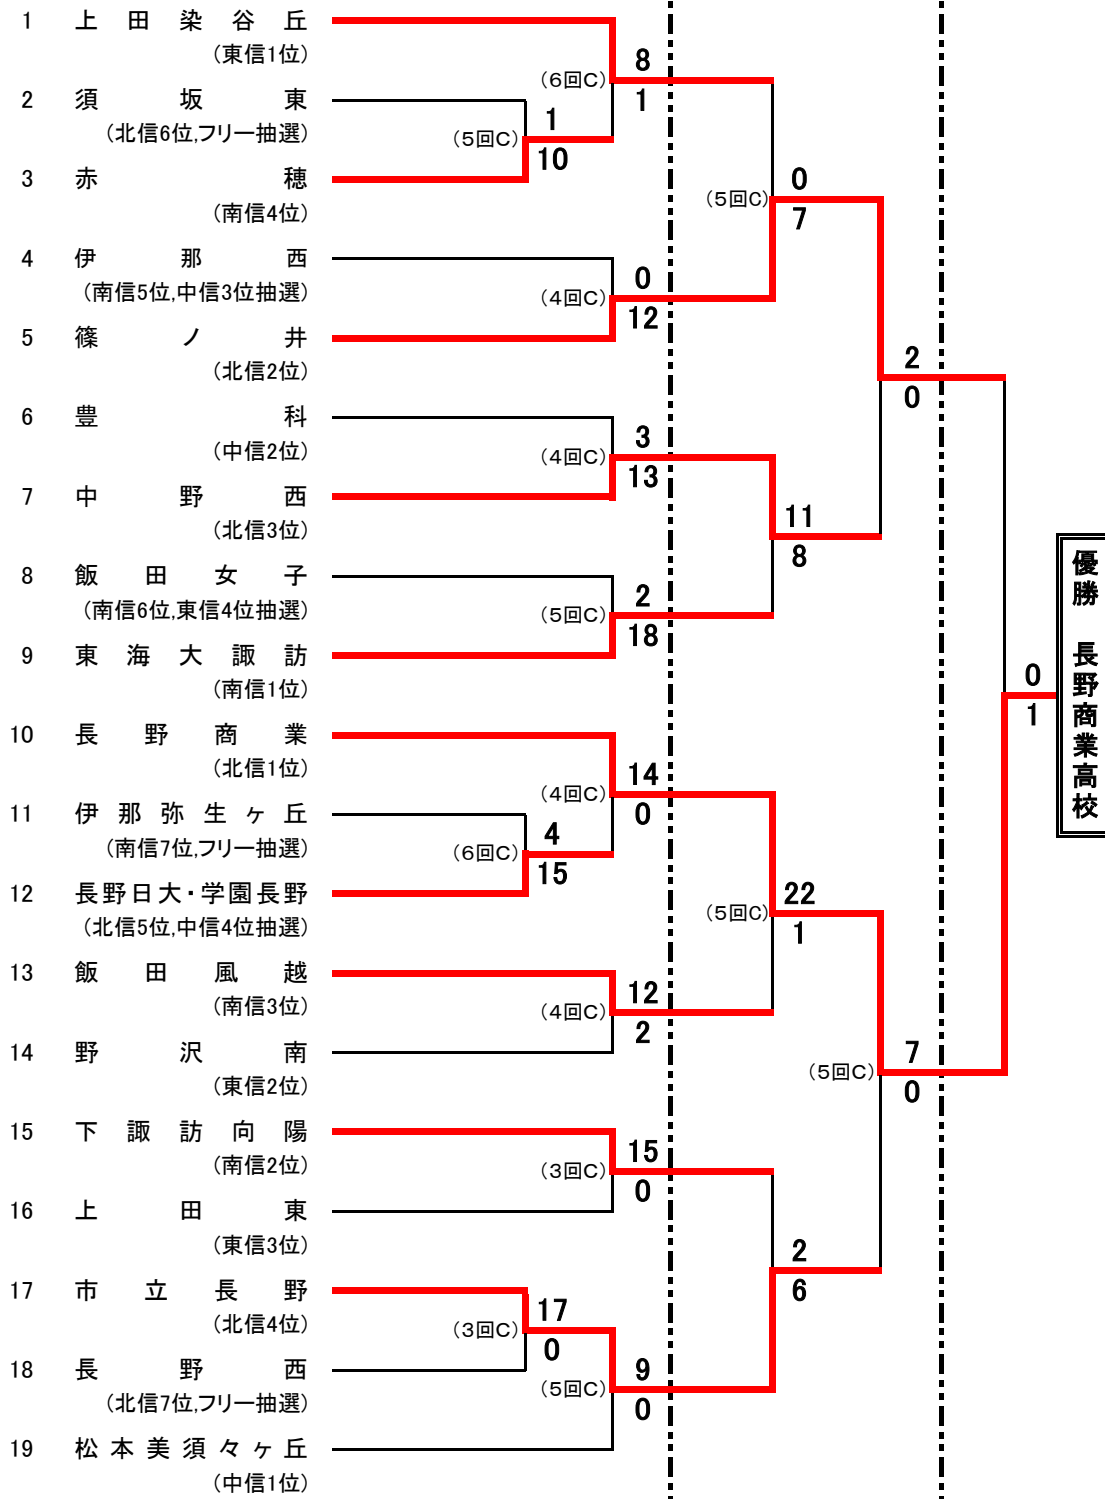 1 上田染谷丘
(東信1位)
8
(6回C)
1
2 須坂東
(北信6位,フリー抽選)
1
(5回C)
10
3 赤穂
(南信4位)
0
(5回C)
7
4 伊那西
(南信5位,中信3位抽選)
0
(4回C)
12
5 篠ノ井
(北信2位)
2
0
6 豊科
(中信2位)
3
(4回C)
13
7 中野西
(北信3位)
11
8
8 飯田女子
(南信6位,東信4位抽選)
2
(5回C)
18
9 東海大諏訪
(南信1位)
0
1
優勝 長野商業高校
10 長野商業
(北信1位)
14
(4回C)
0
11 伊那弥生ヶ丘
(南信7位,フリー抽選)
4
(6回C)
15
12 長野日大・学園長野
(北信5位,中信4位抽選)
22
(5回C)
1
13 飯田風越
(南信3位)
12
(4回C)
2
14 野沢南
(東信2位)
7
(5回C)
0
15 下諏訪向陽
(南信2位)
15
(3回C)
0
16 上田東
(東信3位)
2
6
17 市立長野
(北信4位)
17
(3回C)
0
18 長野西
(北信7位,フリー抽選)
9
(5回C)
0
19 松本美須々ヶ丘
(中信1位)